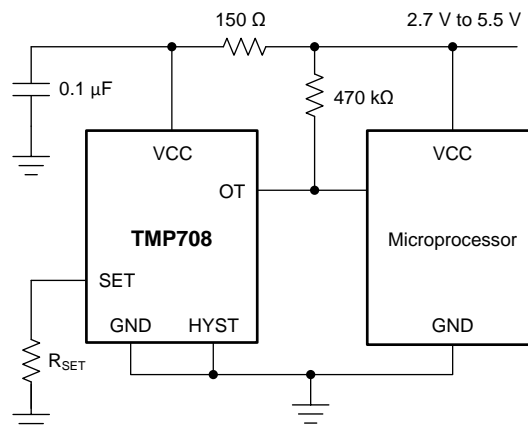 150 Ω
2.7 V to 5.5 V
0.1 µF
470 kΩ
VCC
VCC
OT
TMP708
Microprocessor
SET
GND
HYST
GND
RSET